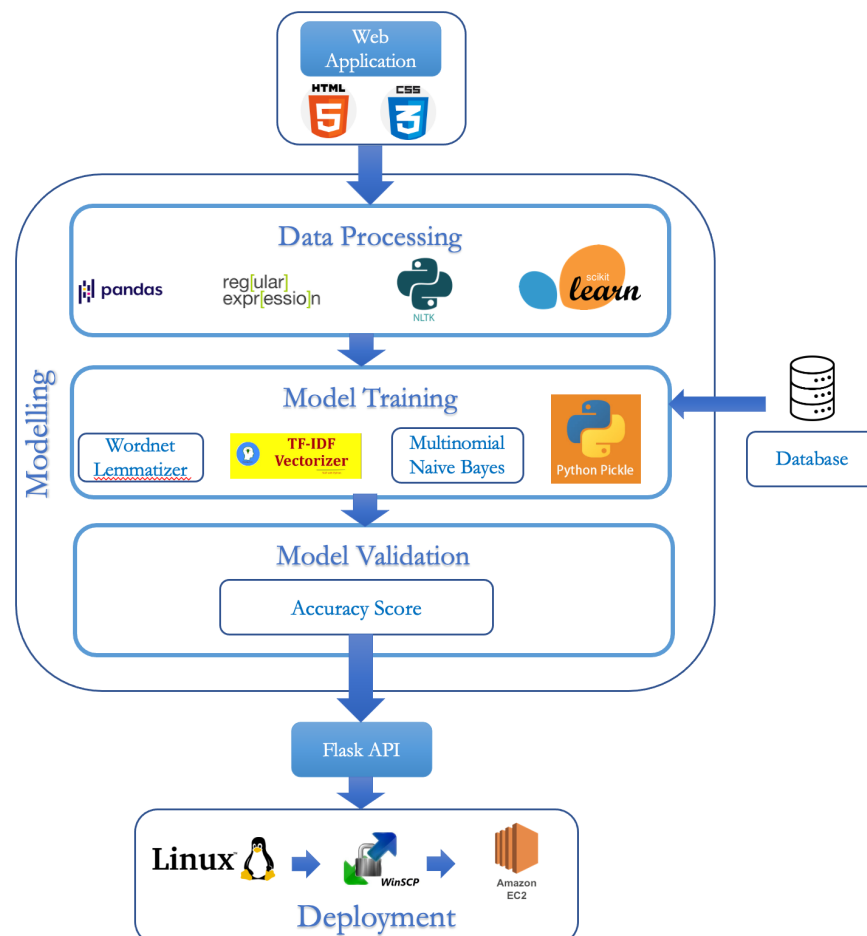 Web
Application
HTML
5
CSS
3
Data Processing
pandas
reg[ular]
expr[essio]n
NLTK
scikit
learn
Modelling
Model Training
Wordnet
Lemmatizer
TF-IDF
Vectorizer
Multinomial
Naive Bayes
Python Pickle
Database
Model Validation
Accuracy Score
Flask API
Linux
WinSCP
Amazon
EC2
Deployment